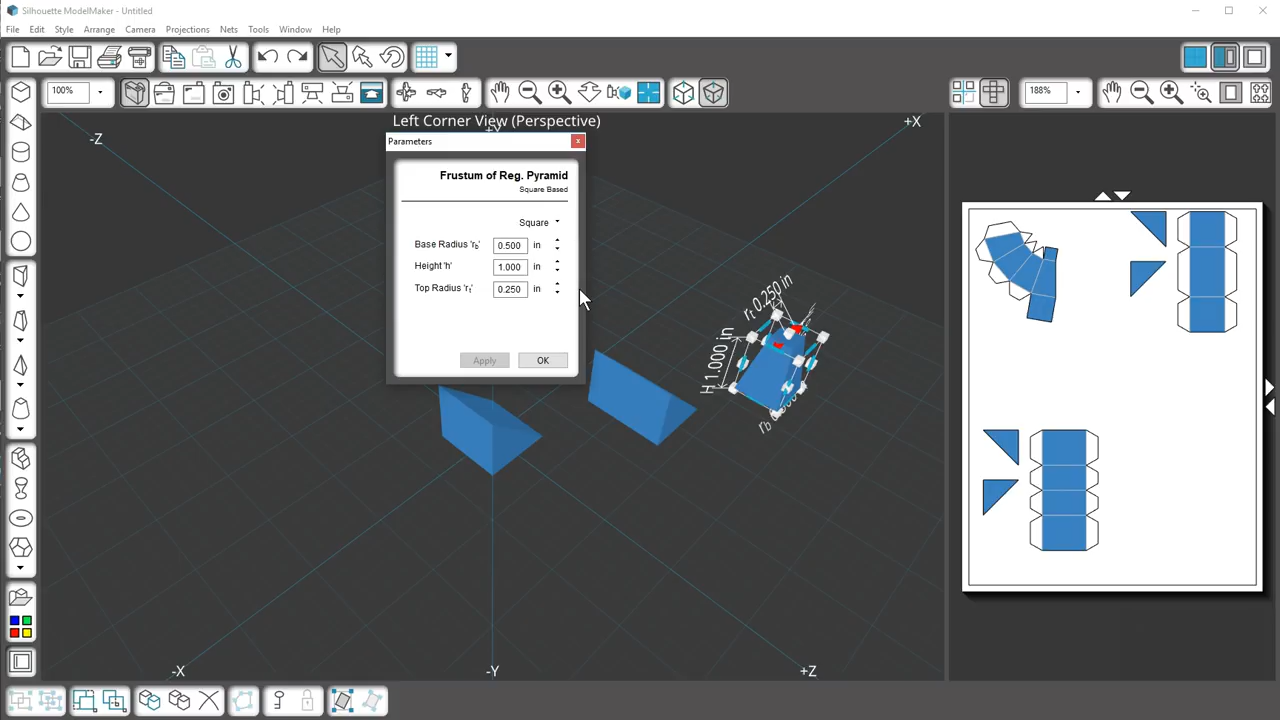 Silhouette ModelMaker - Untitled
File Edit Style Arrange Camera Projections Nets Tools Window Help
100%
188%
Left Corner View (Perspective)
+Y
-Z
+X
Parameters
x
Frustum of Reg. Pyramid
Square Based
Square
Base Radius 'rb' 0.500 in
Height 'h' 1.000 in
Top Radius 'rt' 0.250 in
Apply OK
rt 0.250 in
H 1.000 in
rb
-X
-Y
+Z